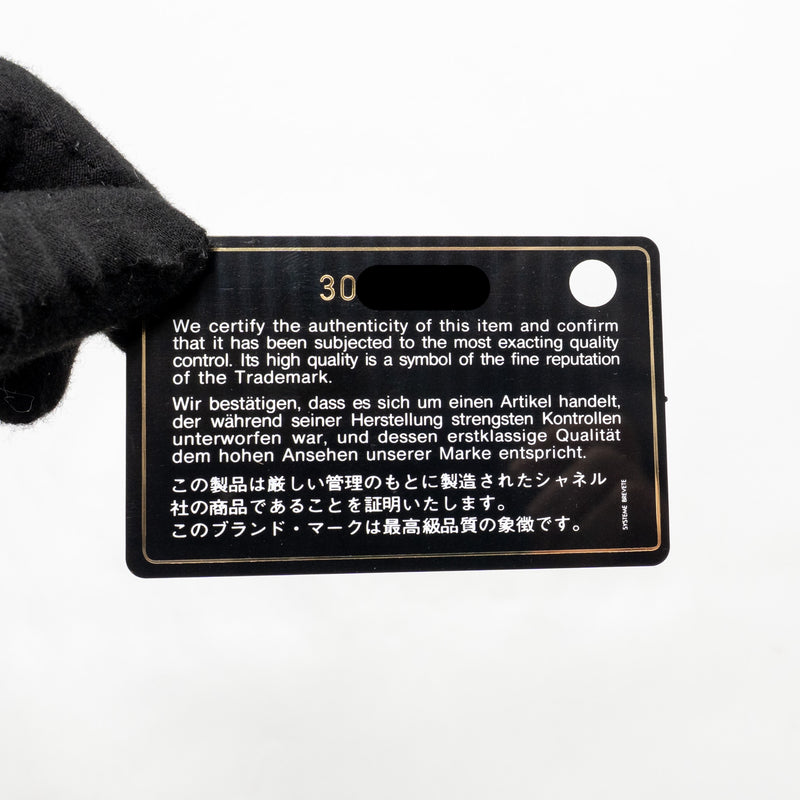 30
We certify the authenticity of this item and confirm
that it has been subjected to the most exacting quality
control. Its high quality is a symbol of the fine reputation
of the Trademark.
Wir bestätigen, dass es sich um einen Artikel handelt,
der während seiner Herstellung strengsten Kontrollen
unterworfen war, und dessen erstklassige Qualität
dem hohen Ansehen unserer Marke entspricht.
この製品は厳しい管理のもとに製造されたシャネル
社の商品であることを証明いたします。
このブランド・マークは最高級品質の象徴です。
SYSTEME BREVETE